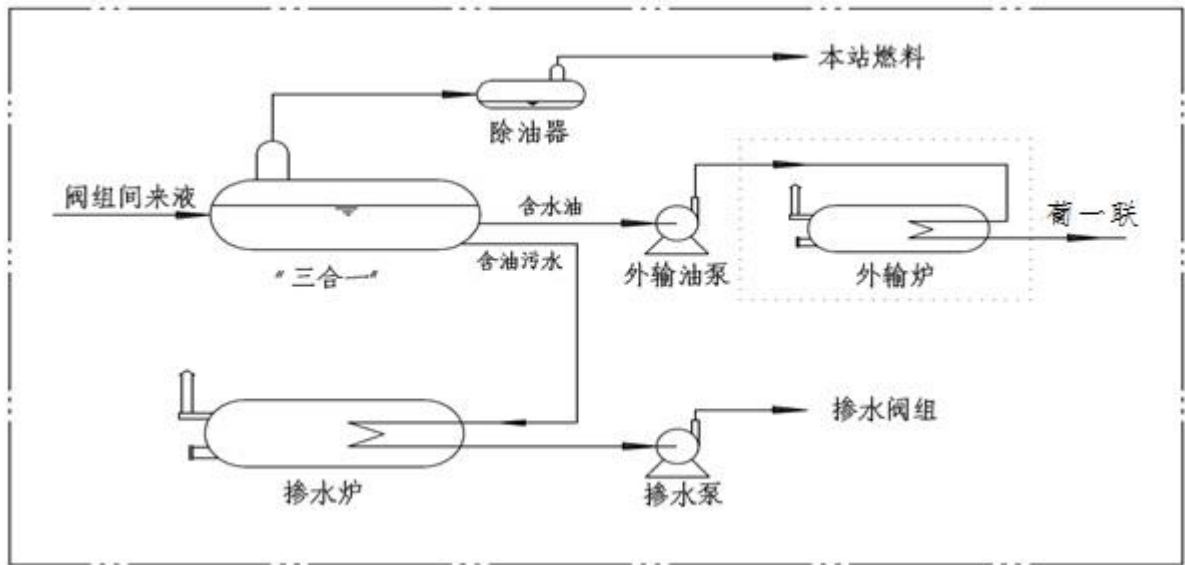 本站燃料
除油器
阀组间来液
含水油
葡一联
含油污水
"三合一"
外输油泵
外输炉
掺水阀组
掺水炉
掺水泵